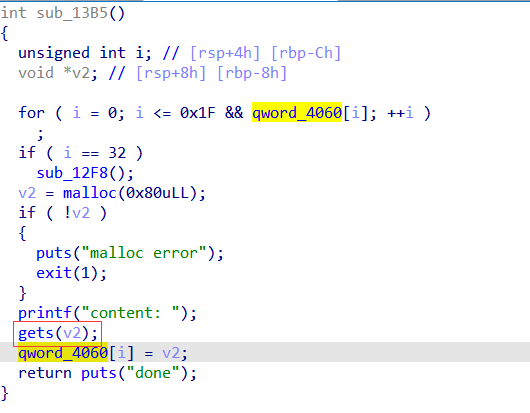 int sub_13B5()
{
  unsigned int i; // [rsp+4h] [rbp-Ch]
  void *v2; // [rsp+8h] [rbp-8h]

  for ( i = 0; i <= 0x1F && qword_4060[i]; ++i )
    ;
  if ( i == 32 )
    sub_12F8();
  v2 = malloc(0x80uLL);
  if ( !v2 )
  {
    puts("malloc error");
    exit(1);
  }
  printf("content: ");
  gets(v2);
  qword_4060[i] = v2;
  return puts("done");
}